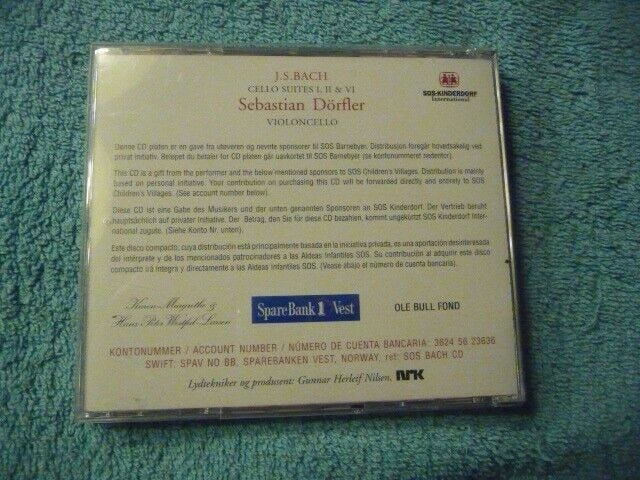 J.S.BACH
CELLO SUITES I, II & VI
Sebastian Dörfler
VIOLONCELLO
SOS-KINDERDORF
International
Denne CD platen er en gave fra utøveren og nevnte sponsorer til SOS Barnebyer. Distribusjon foregår hovedsakelig ved
privat initiativ. Beløpet du betaler for CD platen går uavkortet til SOS Barnebyer (se kontonummeret nedenfor).
This CD is a gift from the performer and the below mentioned sponsors to SOS Children's Villages. Distribution is mainly
based on personal initiative. Your contribution on purchasing this CD will be forwarded directly and entirely to SOS
Children's Villages. (See account number below).
Diese CD ist eine Gabe des Musikers und der unten genannten Sponsoren an SOS Kinderdorf. Der Vertrieb beruht
hauptsächlich auf privater Initiative. Der Betrag, den Sie für diese CD bezahlen, kommt ungekürtzt SOS Kinderdorf Inter-
national zugute. (Siehe Konto Nr. unten).
Este disco compacto, cuya distribución está principalmente basada en la iniciativa privada, es una aportación desinteresada
del intérprete y de los mencionados patrocinadores a las Aldeas Infantiles SOS. Su contribución al adquirir este disco
compacto irá íntegra y directamente a las Aldeas Infantiles SOS. (Vease abajo el número de cuenta bancaria).
Karen-Margrethe &
Hans Peter Westfal-Larsen
SpareBank 1 Vest
OLE BULL FOND
KONTONUMMER / ACCOUNT NUMBER / NÚMERO DE CUENTA BANCARIA: 3624 56 23636
SWIFT: SPAV NO BB, SPAREBANKEN VEST, NORWAY, ref: SOS BACH CD
Lydtekniker og produsent: Gunnar Herleif Nilsen, NRK